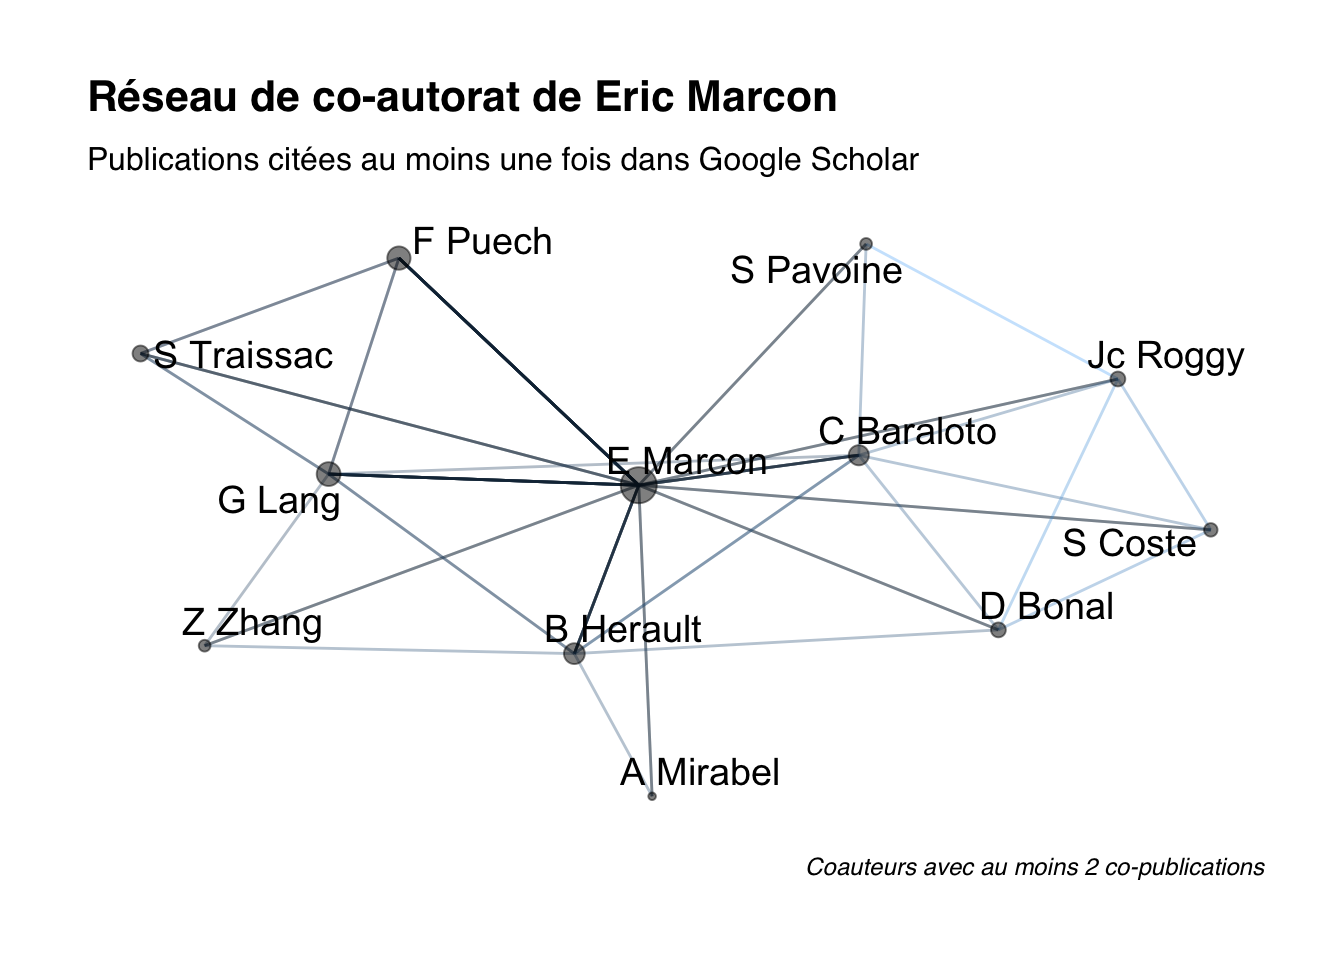 Réseau de co-autorat de Eric Marcon
Publications citées au moins une fois dans Google Scholar
F Puech
S Pavoine
S Traissac
Jc Roggy
C Baraloto
E Marcon
G Lang
S Coste
D Bonal
Z Zhang
B Herault
A Mirabel
Coauteurs avec au moins 2 co-publications